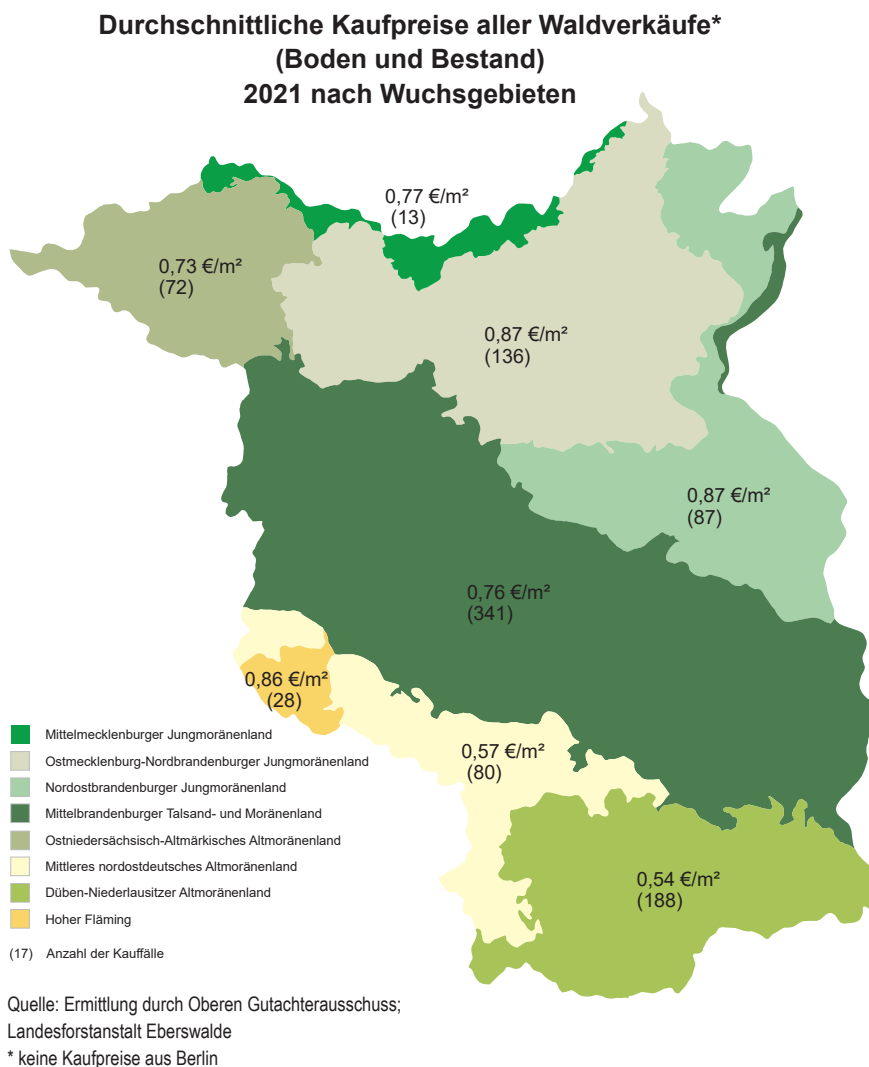 Durchschnittliche Kaufpreise aller Waldverkäufe*
(Boden und Bestand)
2021 nach Wuchsgebieten
0,77 €/m²
(13)
0,73 €/m²
(72)
0,87 €/m²
(136)
0,87 €/m²
(87)
0,76 €/m²
(341)
0,86 €/m²
(28)
0,57 €/m²
(80)
0,54 €/m²
(188)
Mittelmecklenburger Jungmoränenland
Ostmecklenburg-Nordbrandenburger Jungmoränenland
Nordostbrandenburger Jungmoränenland
Mittelbrandenburger Talsand- und Moränenland
Ostniedersächsisch-Altmärkisches Altmoränenland
Mittleres nordostdeutsches Altmoränenland
Düben-Niederlausitzer Altmoränenland
Hoher Fläming
(17) Anzahl der Kauffälle
Quelle: Ermittlung durch Oberen Gutachterausschuss;
Landesforstanstalt Eberswalde
* keine Kaufpreise aus Berlin